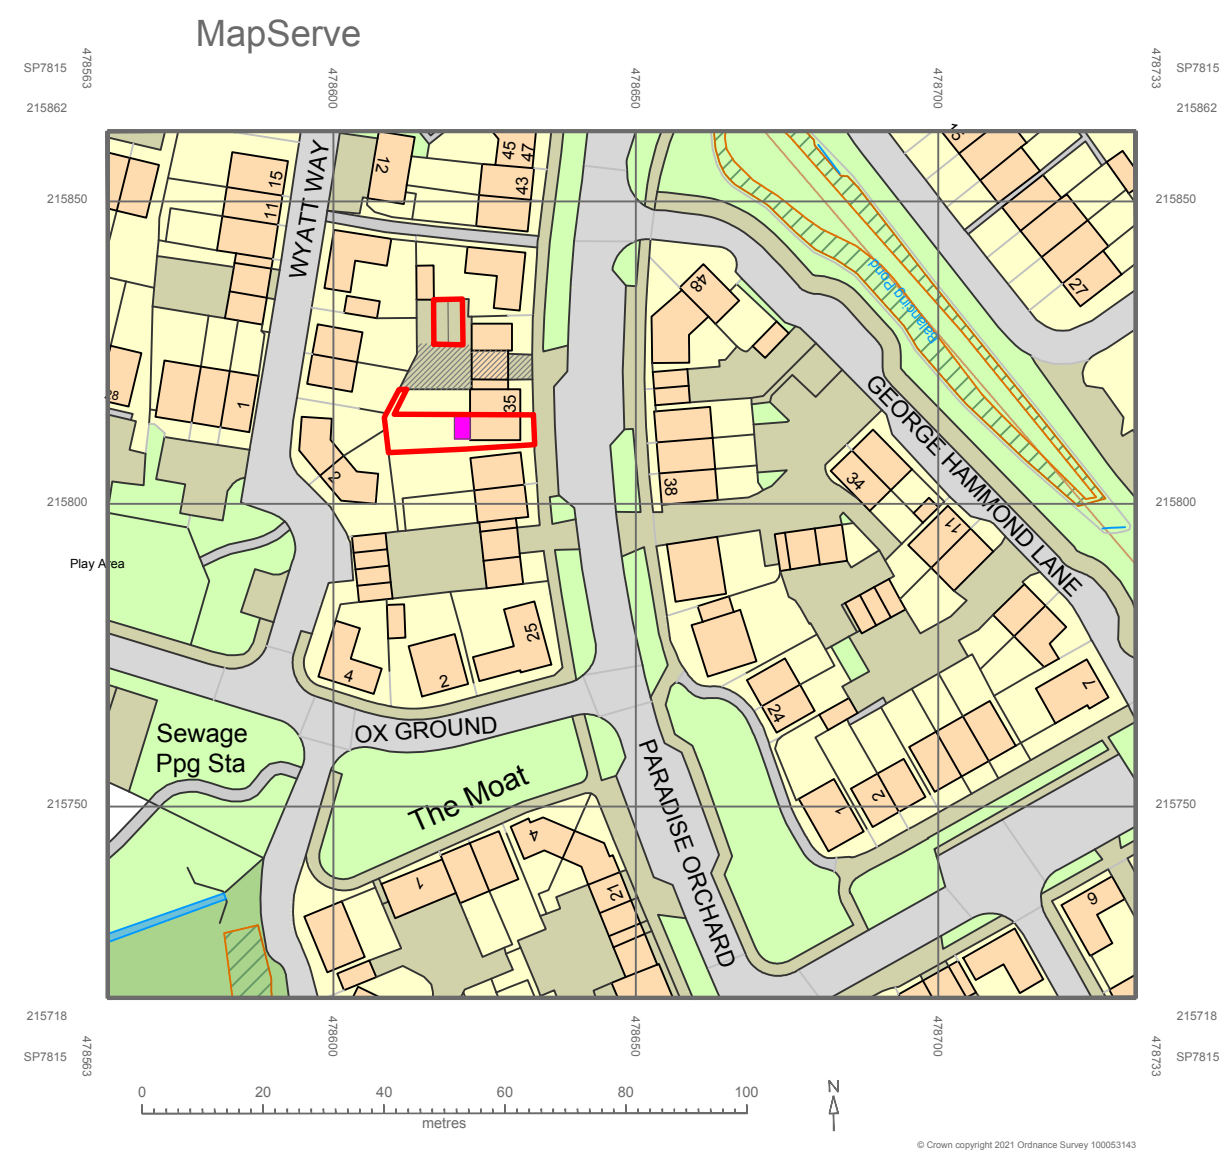 MapServe
SP7815
478563
478600
478650
478700
478733
SP7815
215862
215862
215850
215850
215800
215800
215750
215750
WYATT WAY
15
11
12
45
47
43
27
48
Balancing Pond
1
35
2
38
34
11
GEORGE HAMMOND LANE
Play Area
4
2
25
24
7
OX GROUND
Sewage
Ppg Sta
The Moat
PARADISE ORCHARD
1
2
4
1
21
6
215718
215718
SP7815
478563
478600
478650
478700
478733
SP7815
0 20 40 60 80 100
metres
N
© Crown copyright 2021 Ordnance Survey 100053143